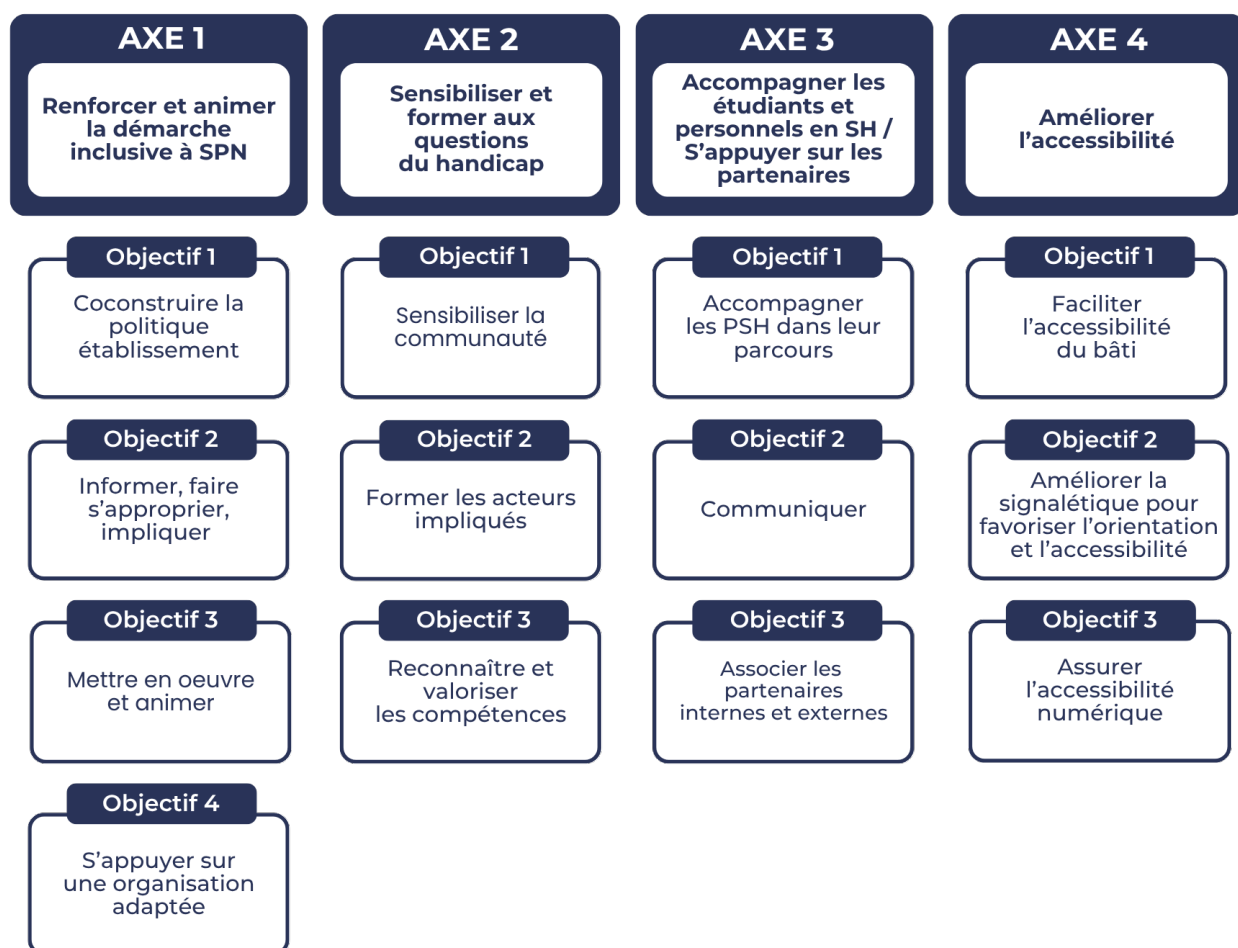 AXE 1
Renforcer et animer
la démarche
inclusive à SPN
Objectif 1
Coconstruire la
politique
établissement
Objectif 2
Informer, faire
s’approprier,
impliquer
Objectif 3
Mettre en oeuvre
et animer
Objectif 4
S’appuyer sur
une organisation
adaptée
AXE 2
Sensibiliser et
former aux
questions
du handicap
Objectif 1
Sensibiliser la
communauté
Objectif 2
Former les acteurs
impliqués
Objectif 3
Reconnaître et
valoriser
les compétences
AXE 3
Accompagner les
étudiants et
personnels en SH /
S’appuyer sur les
partenaires
Objectif 1
Accompagner
les PSH dans leur
parcours
Objectif 2
Communiquer
Objectif 3
Associer les
partenaires
internes et externes
AXE 4
Améliorer
l’accessibilité
Objectif 1
Faciliter
l’accessibilité
du bâti
Objectif 2
Améliorer la
signalétique pour
favoriser l’orientation
et l’accessibilité
Objectif 3
Assurer
l’accessibilité
numérique